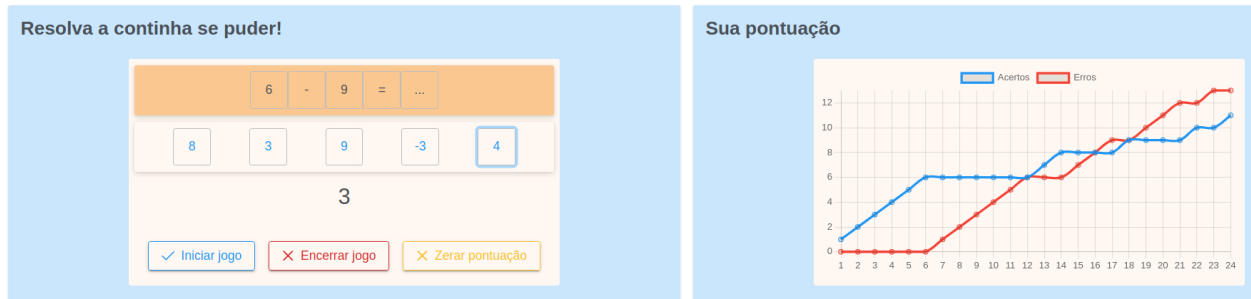 Resolva a continha se puder!
6 - 9 = ...
8 3 9 -3 4
3
Iniciar jogo Encerrar jogo Zerar pontuação
Sua pontuação
Acertos Erros
12
10
8
6
4
2
0
1 2 3 4 5 6 7 8 9 10 11 12 13 14 15 16 17 18 19 20 21 22 23 24